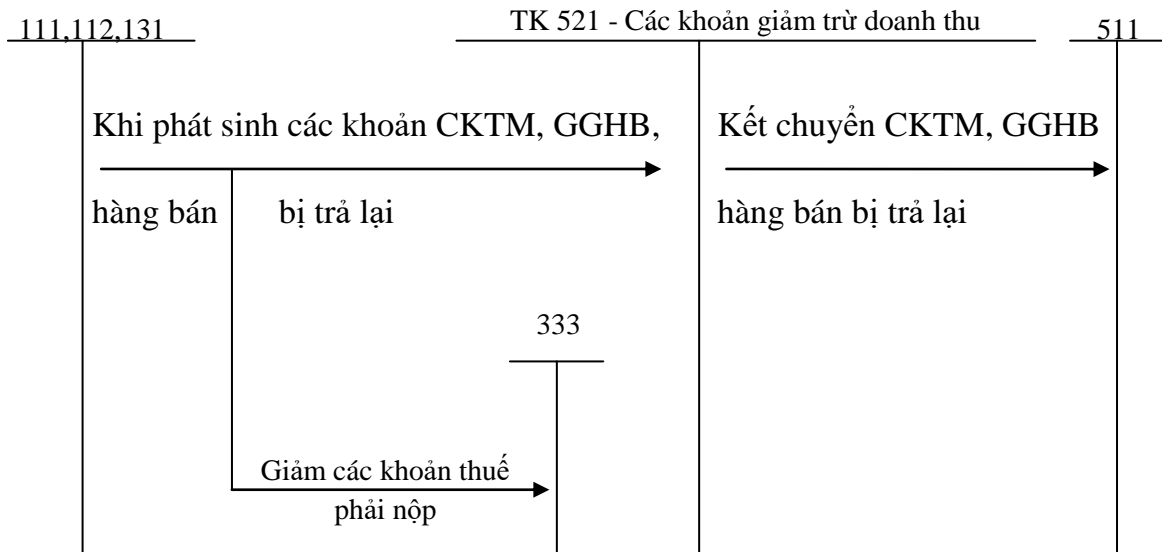 111,112,131
TK 521 - Các khoản giảm trừ doanh thu
511
Khi phát sinh các khoản CKTM, GGHB,
hàng bán bị trả lại
Kết chuyển CKTM, GGHB
hàng bán bị trả lại
333
Giảm các khoản thuế
phải nộp